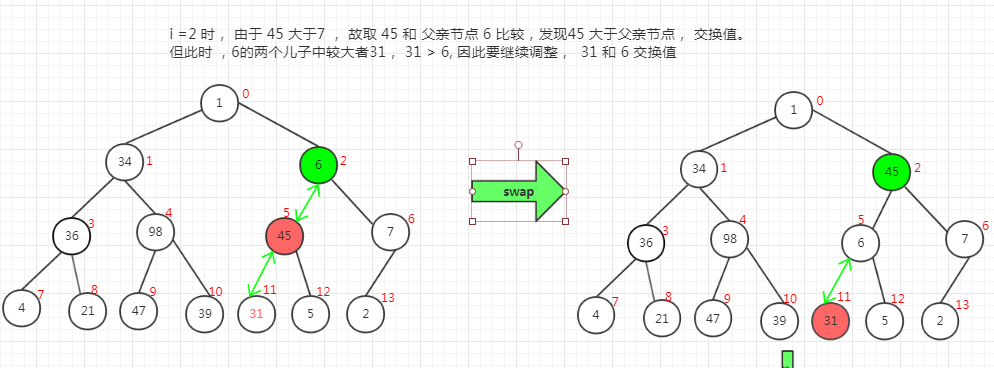 i =2 时， 由于 45 大于7 ， 故取 45 和 父亲节点 6 比较，发现45 大于父亲节点， 交换值。
但此时 ，6的两个儿子中较大者31 ，31 > 6, 因此要继续调整， 31 和 6 交换值
1 0 1 0
34 1 6 2 34 1 45 2
36 3 98 4 45 5 7 6 swap 36 3 98 4 6 5 7 6
4 7 21 8 47 9 39 10 31 11 5 12 2 13 4 7 21 8 47 9 39 10 31 11 5 12 2 13